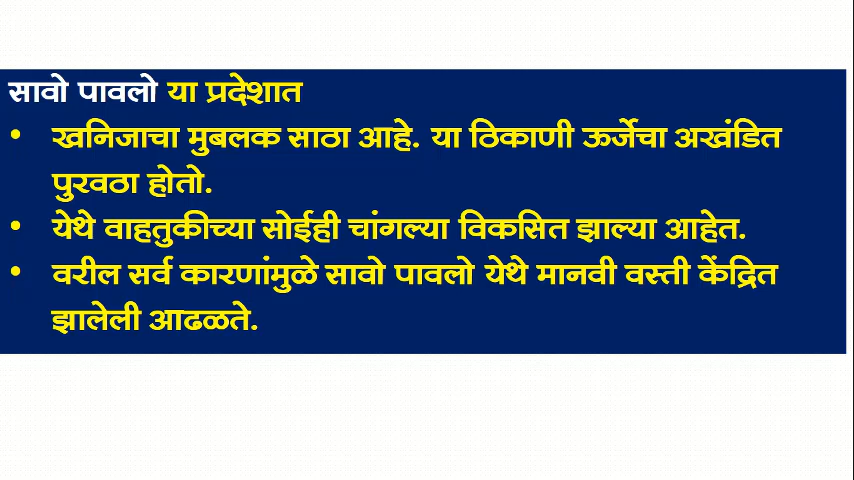 सावो पावलो या प्रदेशात
• खनिजाचा मुबलक साठा आहे. या ठिकाणी ऊर्जेचा अखंडित
पुरवठा होतो.
• येथे वाहतुकीच्या सोईही चांगल्या विकसित झाल्या आहेत.
• वरील सर्व कारणांमुळे सावो पावलो येथे मानवी वस्ती केंद्रित
झालेली आढळते.